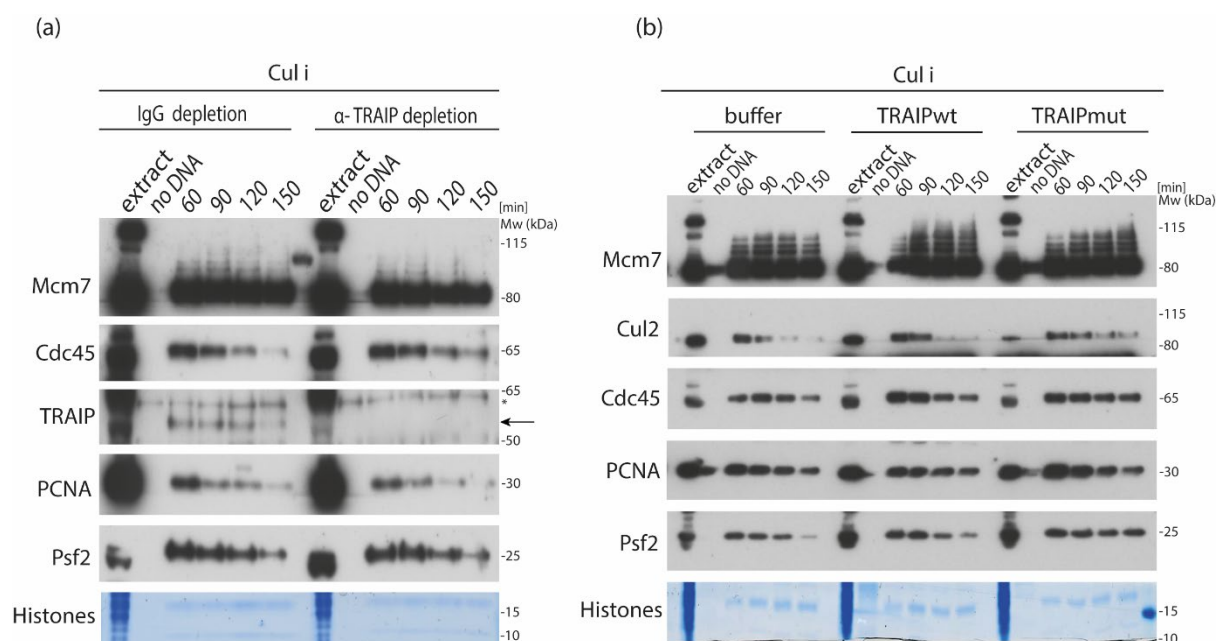 (a)
Cul i
IgG depletion α- TRAIP depletion
extract no DNA 60 90 120 150 extract no DNA 60 90 120 150 [min]
Mw (kDa)
-115
Mcm7
-80
Cdc45 -65
-65
TRAIP *
-50
PCNA -30
Psf2 -25
Histones -15
-10
(b)
Cul i
buffer TRAIPwt TRAIPmut
extract no DNA 60 90 120 150 extract no DNA 60 90 120 150 extract no DNA 60 90 120 150 [min]
Mw (kDa)
-115
Mcm7 -80
-115
Cul2
-80
Cdc45 -65
PCNA -30
Psf2 -25
Histones -15
-10